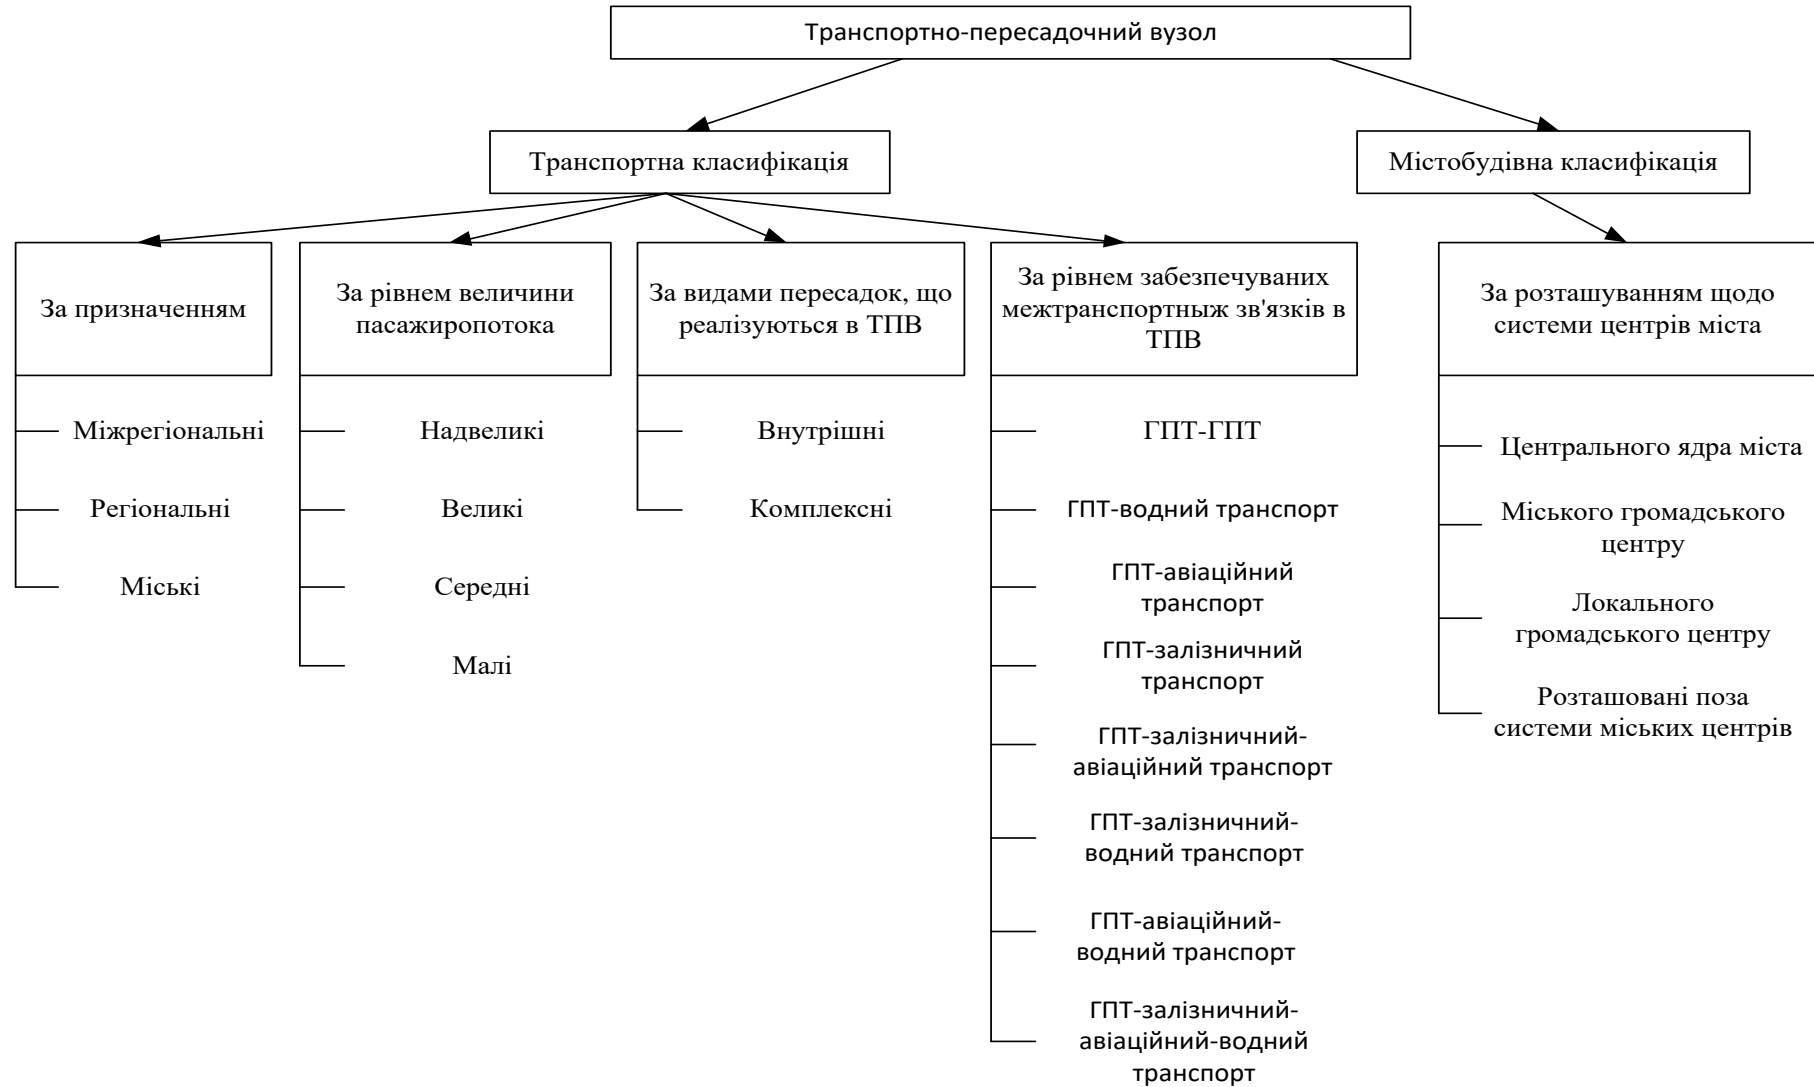 Транспортно-пересадочний вузол
Транспортна класифікація
Містобудівна класифікація
За призначенням
За рівнем величини
пасажиропотока
За видами пересадок, що
реалізуються в ТПВ
За рівнем забезпечуваних
межтранспортныж зв'язків в
ТПВ
За розташуванням щодо
системи центрів міста
Міжрегіональні
Регіональні
Міські
Надвеликі
Великі
Середні
Малі
Внутрішні
Комплексні
ГПТ-ГПТ
ГПТ-водний транспорт
ГПТ-авіаційний
транспорт
ГПТ-залізничний
транспорт
ГПТ-залізничний-
авіаційний транспорт
ГПТ-залізничний-
водний транспорт
ГПТ-авіаційний-
водний транспорт
ГПТ-залізничний-
авіаційний-водний
транспорт
Центрального ядра міста
Міського громадського
центру
Локального
громадського центру
Розташовані поза
системи міських центрів